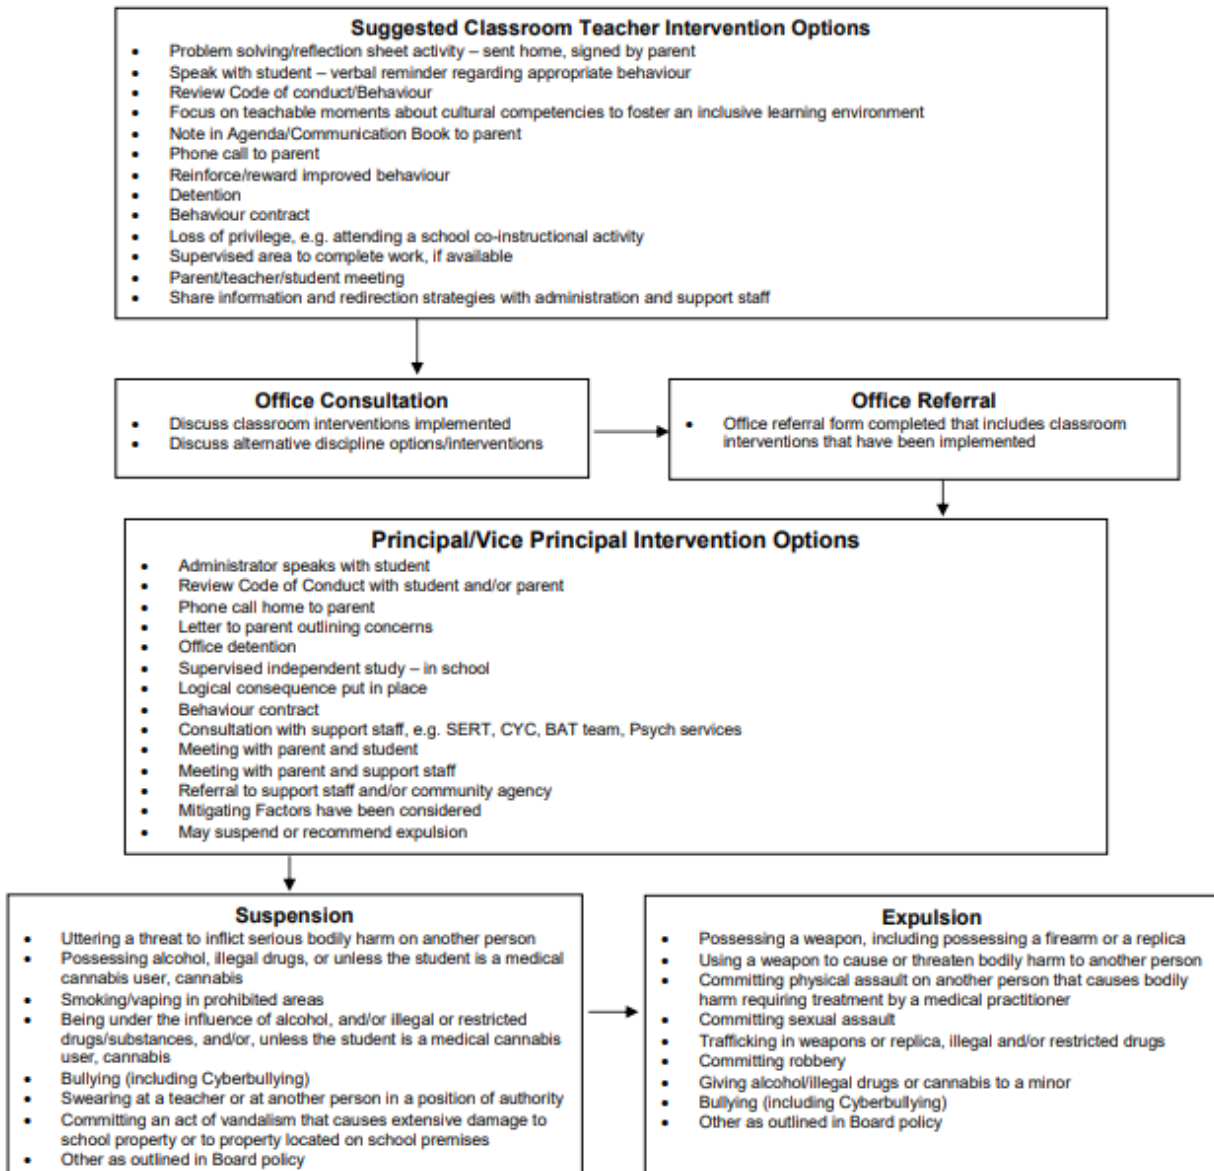 Suggested Classroom Teacher Intervention Options
• Problem solving/reflection sheet activity – sent home, signed by parent
• Speak with student – verbal reminder regarding appropriate behaviour
• Review Code of conduct/Behaviour
• Focus on teachable moments about cultural competencies to foster an inclusive learning environment
• Note in Agenda/Communication Book to parent
• Phone call to parent
• Reinforce/reward improved behaviour
• Detention
• Behaviour contract
• Loss of privilege, e.g. attending a school co-instructional activity
• Supervised area to complete work, if available
• Parent/teacher/student meeting
• Share information and redirection strategies with administration and support staff
Office Consultation
• Discuss classroom interventions implemented
• Discuss alternative discipline options/interventions
Office Referral
• Office referral form completed that includes classroom
interventions that have been implemented
Principal/Vice Principal Intervention Options
• Administrator speaks with student
• Review Code of Conduct with student and/or parent
• Phone call home to parent
• Letter to parent outlining concerns
• Office detention
• Supervised independent study – in school
• Logical consequence put in place
• Behaviour contract
• Consultation with support staff, e.g. SERT, CYC, BAT team, Psych services
• Meeting with parent and student
• Meeting with parent and support staff
• Referral to support staff and/or community agency
• Mitigating Factors have been considered
• May suspend or recommend expulsion
Suspension
• Uttering a threat to inflict serious bodily harm on another person
• Possessing alcohol, illegal drugs, or unless the student is a medical
cannabis user, cannabis
• Smoking/vaping in prohibited areas
• Being under the influence of alcohol, and/or illegal or restricted
drugs/substances, and/or, unless the student is a medical cannabis
user, cannabis
• Bullying (including Cyberbullying)
• Swearing at a teacher or at another person in a position of authority
• Committing an act of vandalism that causes extensive damage to
school property or to property located on school premises
• Other as outlined in Board policy
Expulsion
• Possessing a weapon, including possessing a firearm or a replica
• Using a weapon to cause or threaten bodily harm to another person
• Committing physical assault on another person that causes bodily
harm requiring treatment by a medical practitioner
• Committing sexual assault
• Trafficking in weapons or replica, illegal and/or restricted drugs
• Committing robbery
• Giving alcohol/illegal drugs or cannabis to a minor
• Bullying (including Cyberbullying)
• Other as outlined in Board policy